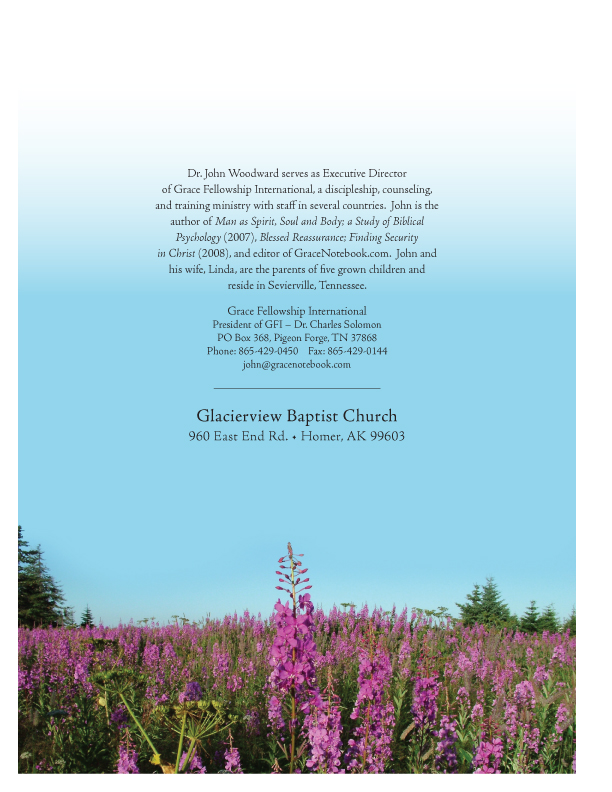 Dr. John Woodward serves as Executive Director
of Grace Fellowship International, a discipleship, counseling,
and training ministry with staff in several countries. John is the
author of Man as Spirit, Soul and Body; a Study of Biblical
Psychology (2007), Blessed Reassurance; Finding Security
in Christ (2008), and editor of GraceNotebook.com. John and
his wife, Linda, are the parents of five grown children and
reside in Sevierville, Tennessee.
Grace Fellowship International
President of GFI – Dr. Charles Solomon
PO Box 368, Pigeon Forge, TN 37868
Phone: 865-429-0450 Fax: 865-429-0144
john@gracenotebook.com
Glacierview Baptist Church
960 East End Rd. • Homer, AK 99603